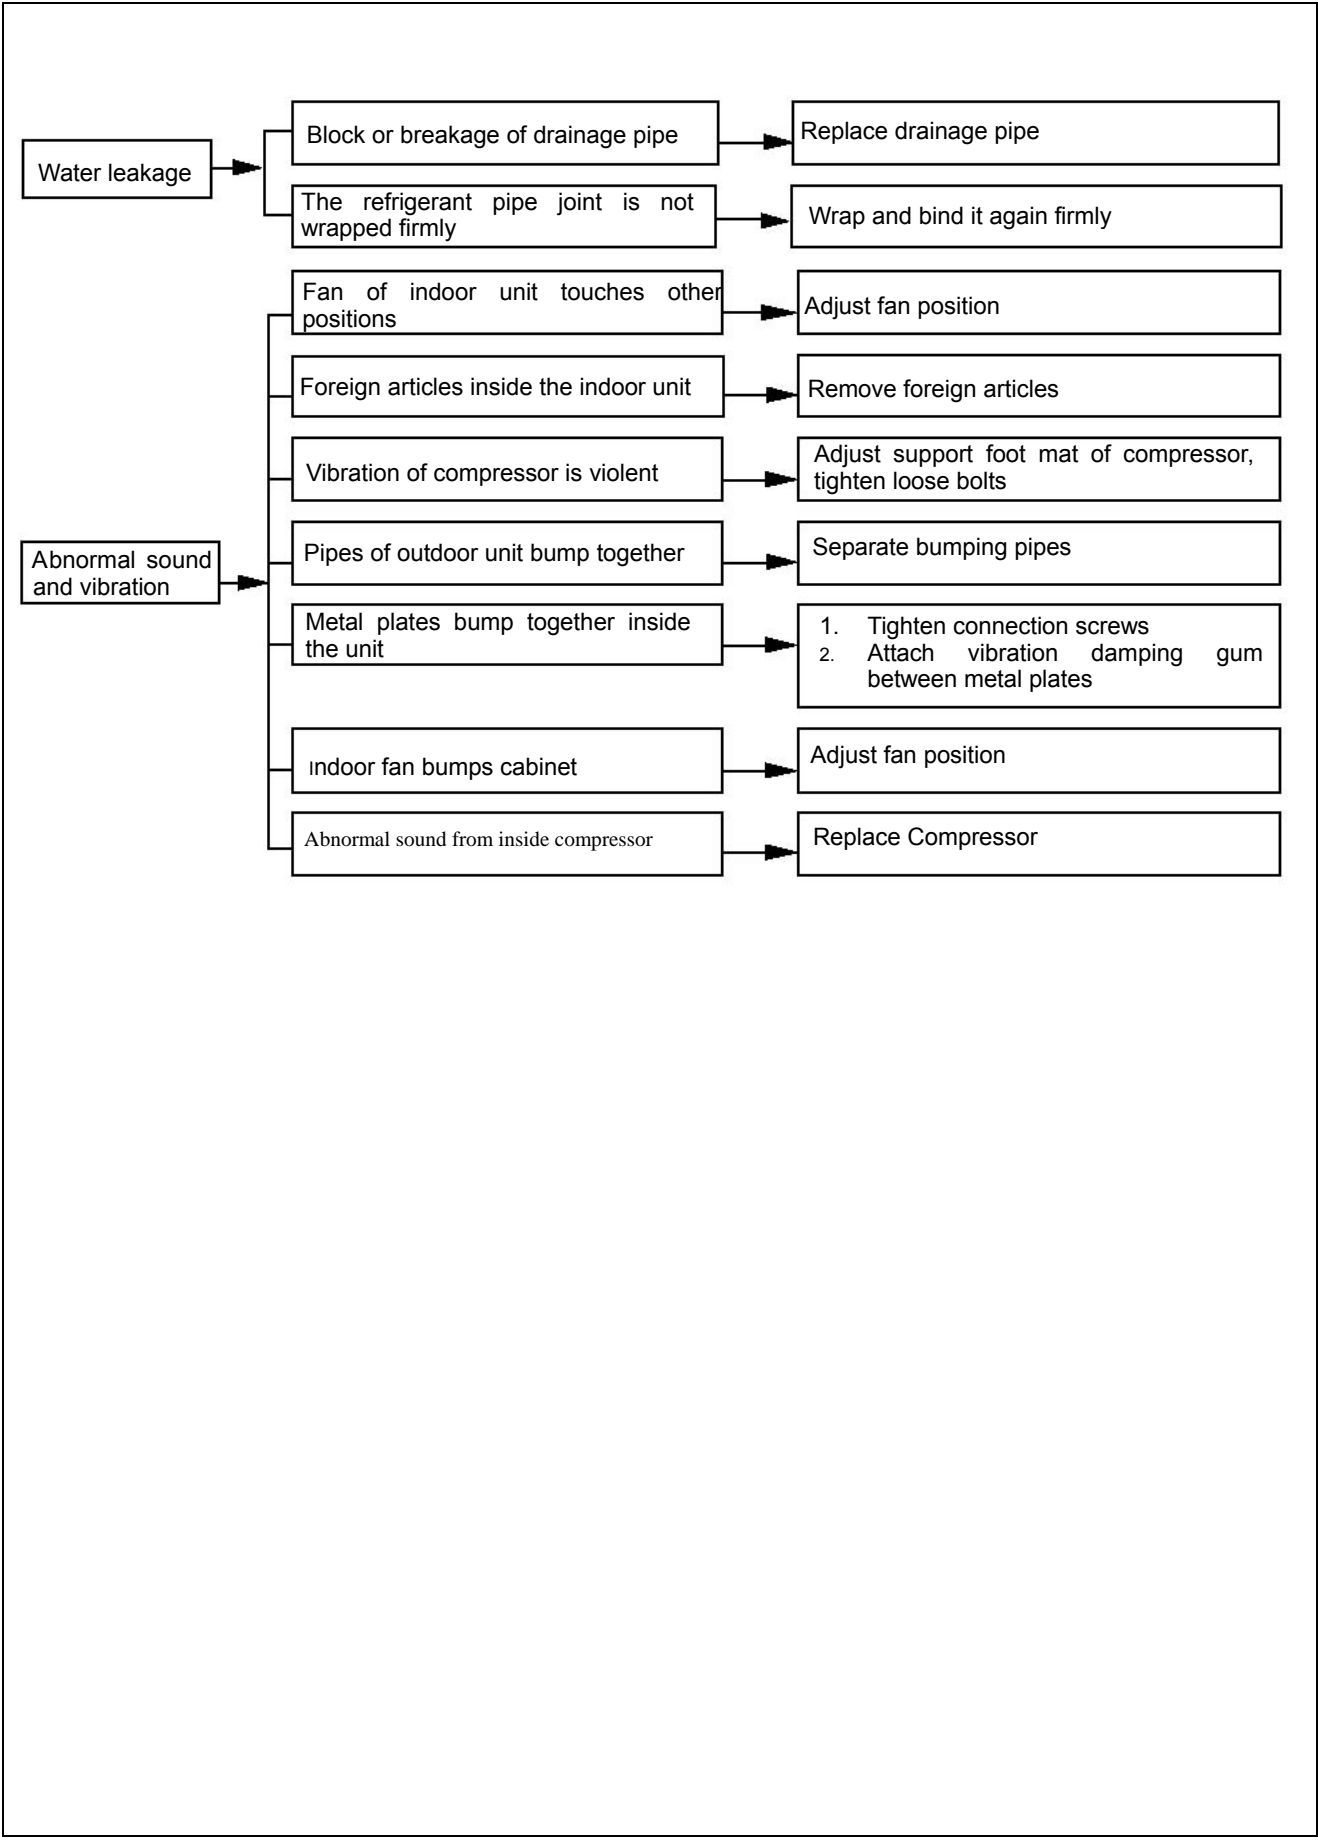 Water leakage
Block or breakage of drainage pipe
Replace drainage pipe
The refrigerant pipe joint is not
wrapped firmly
Wrap and bind it again firmly
Abnormal sound
and vibration
Fan of indoor unit touches other
positions
Adjust fan position
Foreign articles inside the indoor unit
Remove foreign articles
Vibration of compressor is violent
Adjust support foot mat of compressor,
tighten loose bolts
Pipes of outdoor unit bump together
Separate bumping pipes
Metal plates bump together inside
the unit
1. Tighten connection screws
2. Attach vibration damping gum
between metal plates
Indoor fan bumps cabinet
Adjust fan position
Abnormal sound from inside compressor
Replace Compressor